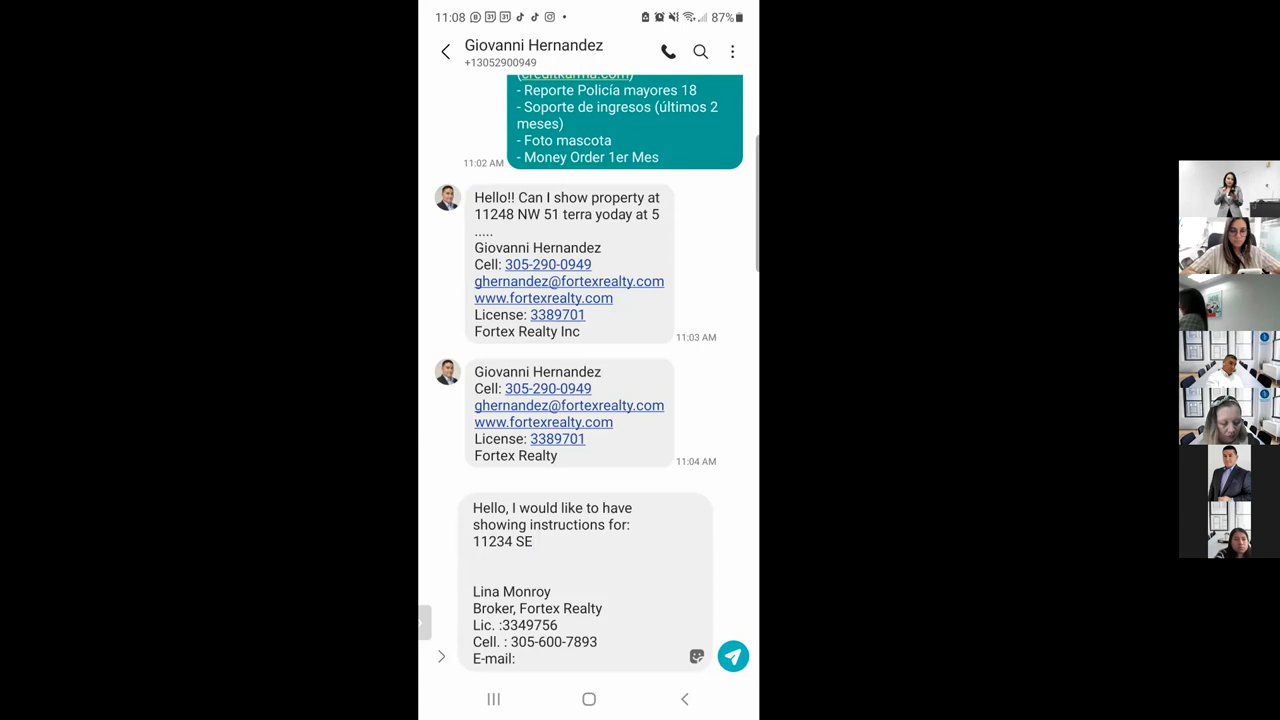 11:08
87%
Giovanni Hernandez
+13052900949
(creditkarma.com)
- Reporte Policía mayores 18
- Soporte de ingresos (últimos 2
meses)
- Foto mascota
- Money Order 1er Mes
11:02 AM
Hello!! Can I show property at
11248 NW 51 terra yoday at 5
.....
Giovanni Hernandez
Cell: 305-290-0949
ghernandez@fortexrealty.com
www.fortexrealty.com
License: 3389701
Fortex Realty Inc
11:03 AM
Giovanni Hernandez
Cell: 305-290-0949
ghernandez@fortexrealty.com
www.fortexrealty.com
License: 3389701
Fortex Realty
11:04 AM
Hello, I would like to have
showing instructions for:
11234 SE
Lina Monroy
Broker, Fortex Realty
Lic. :3349756
Cell. : 305-600-7893
E-mail: